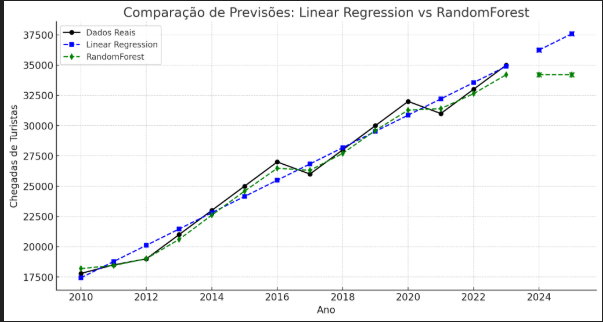 Comparação de Previsões: Linear Regression vs RandomForest
Dados Reais
Linear Regression
RandomForest
Chegadas de Turistas
37500
35000
32500
30000
27500
25000
22500
20000
17500
2010 2012 2014 2016 2018 2020 2022 2024
Ano